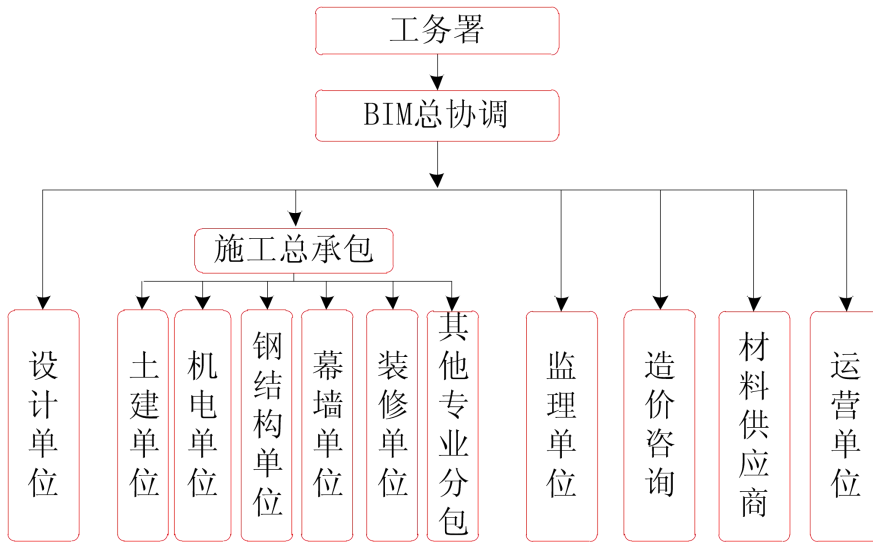 工务署
BIM总协调
施工总承包
设计单位
土建单位
机电单位
钢结构单位
幕墙单位
装修单位
其他专业分包
监理单位
造价咨询
材料供应商
运营单位